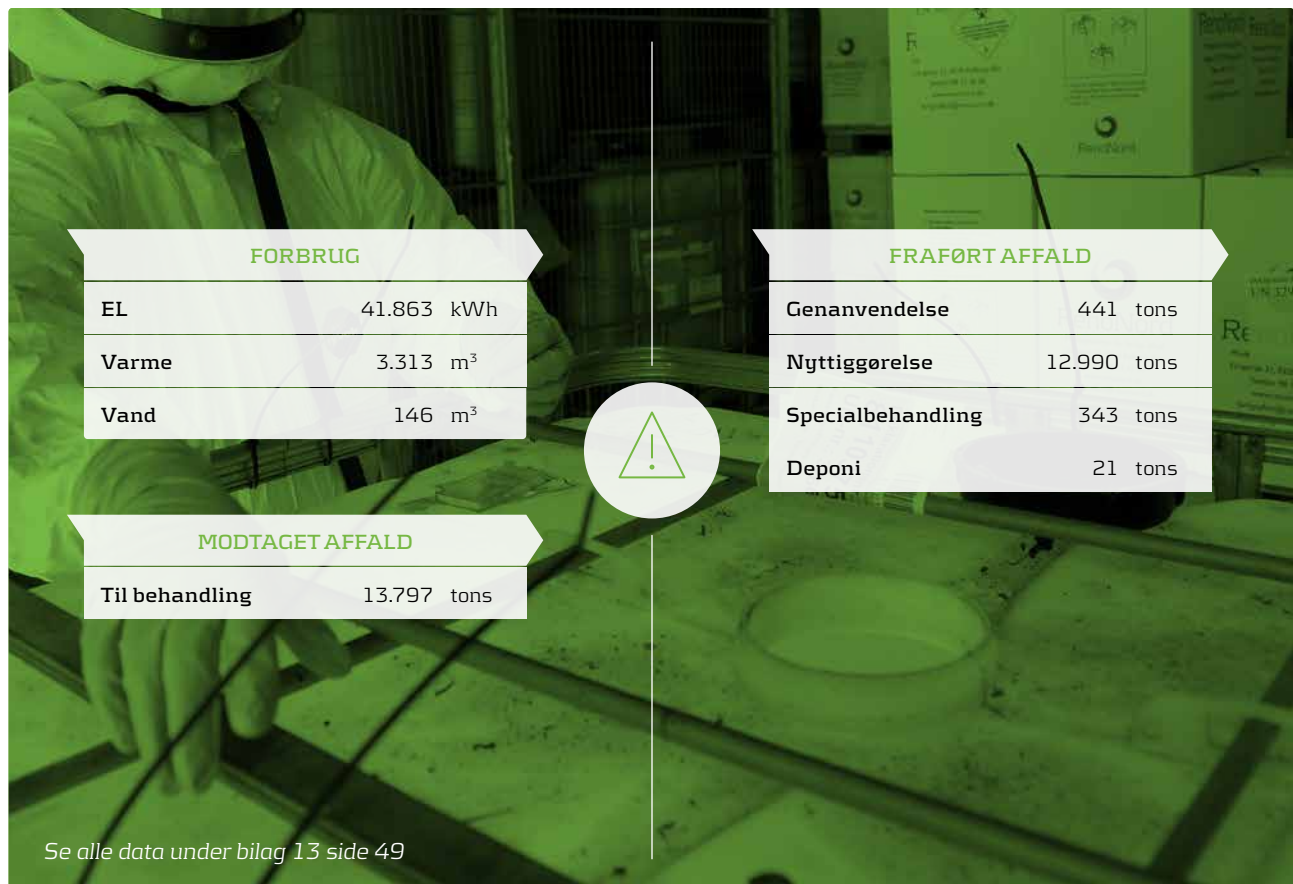 FORBRUG
EL 41.863 kWh
Varme 3.313 m³
Vand 146 m³
MODTAGET AFFALD
Til behandling 13.797 tons
FRAFØRT AFFALD
Genanvendelse 441 tons
Nyttiggørelse 12.990 tons
Specialbehandling 343 tons
Deponi 21 tons
Se alle data under bilag 13 side 49
RenoNord